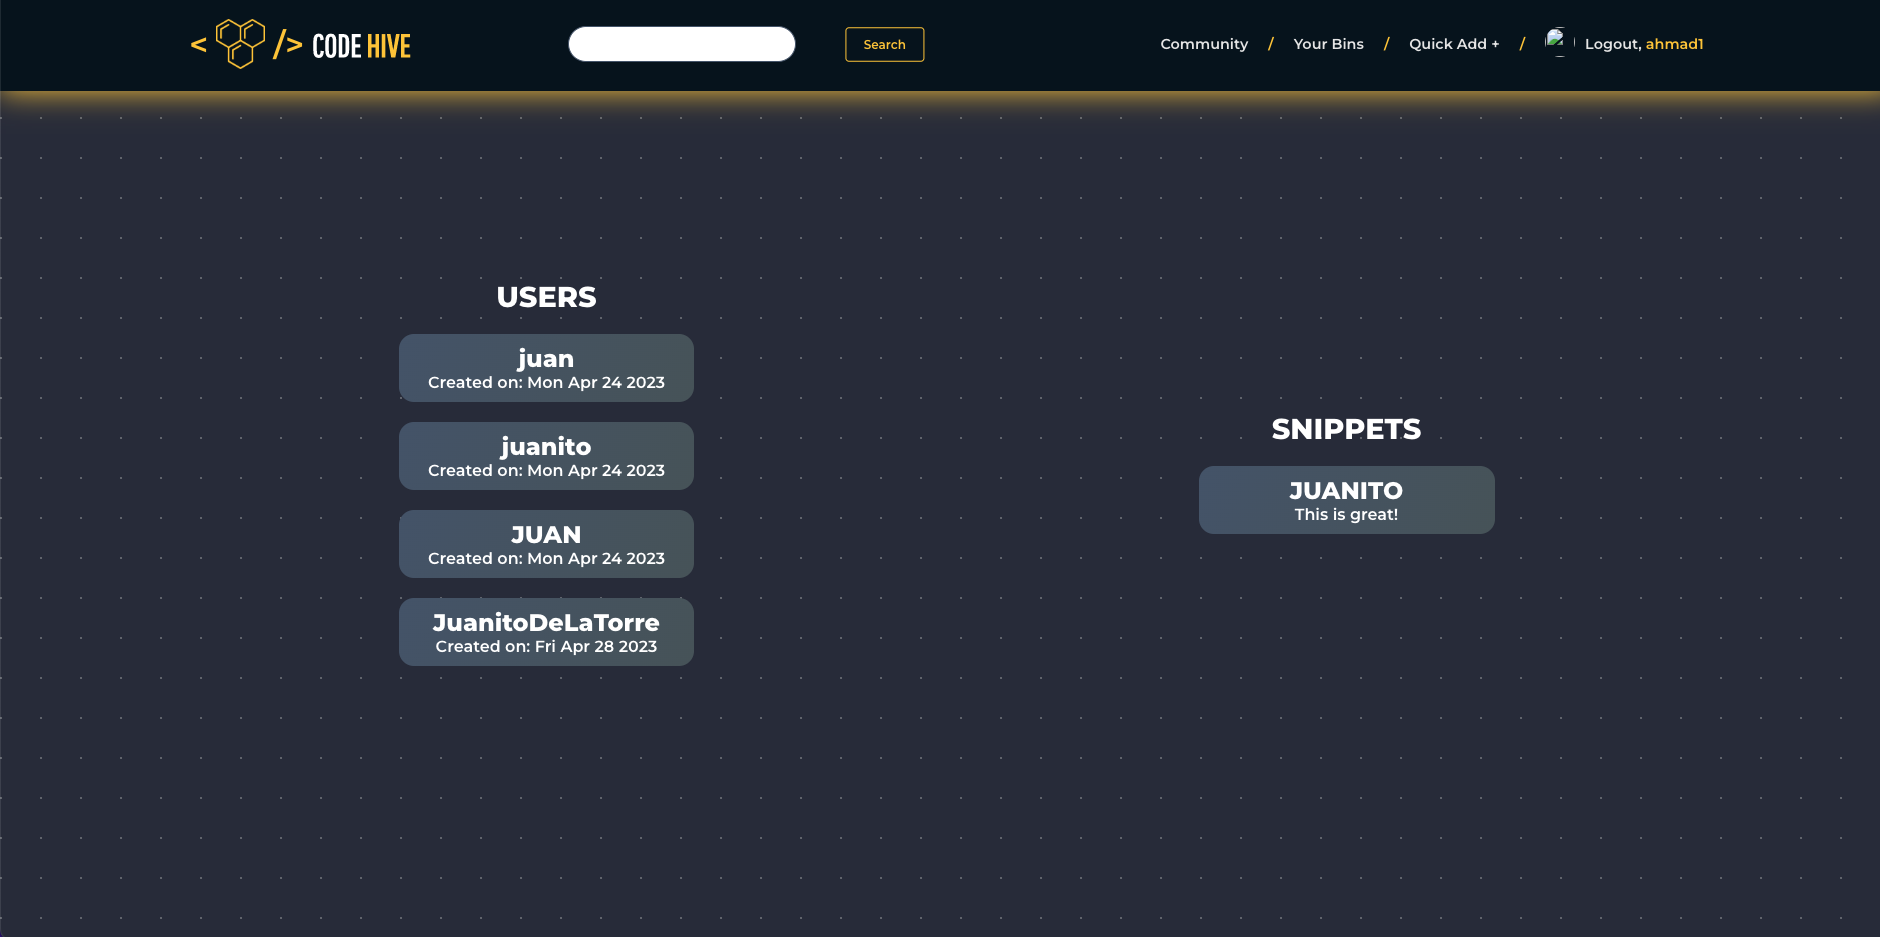 < /> CODE HIVE
Search
Community / Your Bins / Quick Add + / Logout, ahmad1
USERS
juan
Created on: Mon Apr 24 2023
juanito
Created on: Mon Apr 24 2023
JUAN
Created on: Mon Apr 24 2023
JuanitoDeLaTorre
Created on: Fri Apr 28 2023
SNIPPETS
JUANITO
This is great!